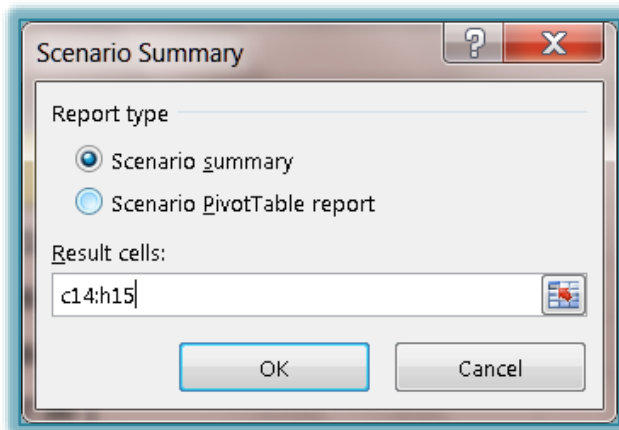 Scenario Summary
?
X
Report type
Scenario summary
Scenario PivotTable report
Result cells:
c14:h15
OK
Cancel